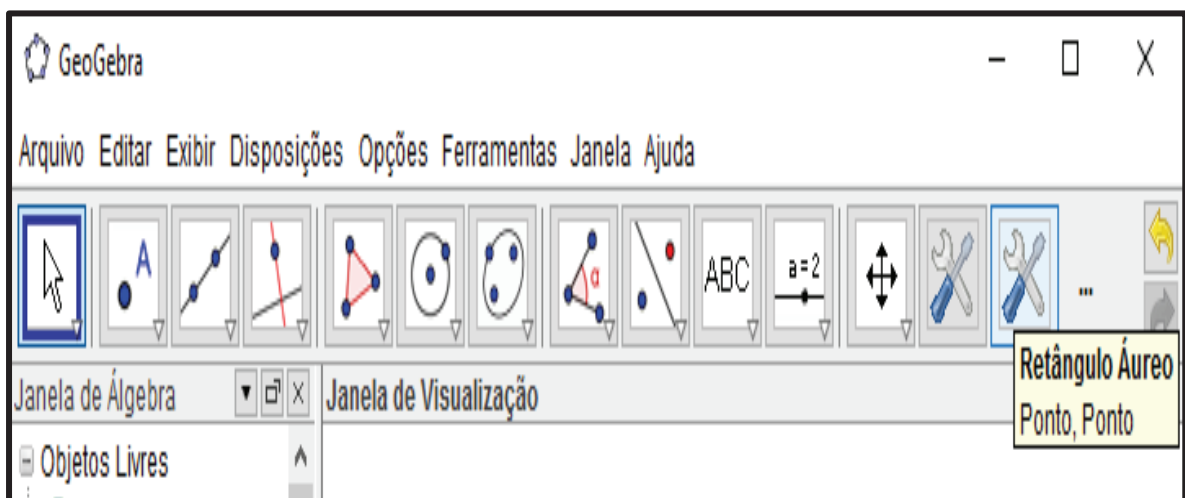 GeoGebra
Arquivo Editar Exibir Disposições Opções Ferramentas Janela Ajuda
A
α
ABC
a=2
...
Retângulo Áureo
Ponto, Ponto
Janela de Álgebra
Janela de Visualização
Objetos Livres